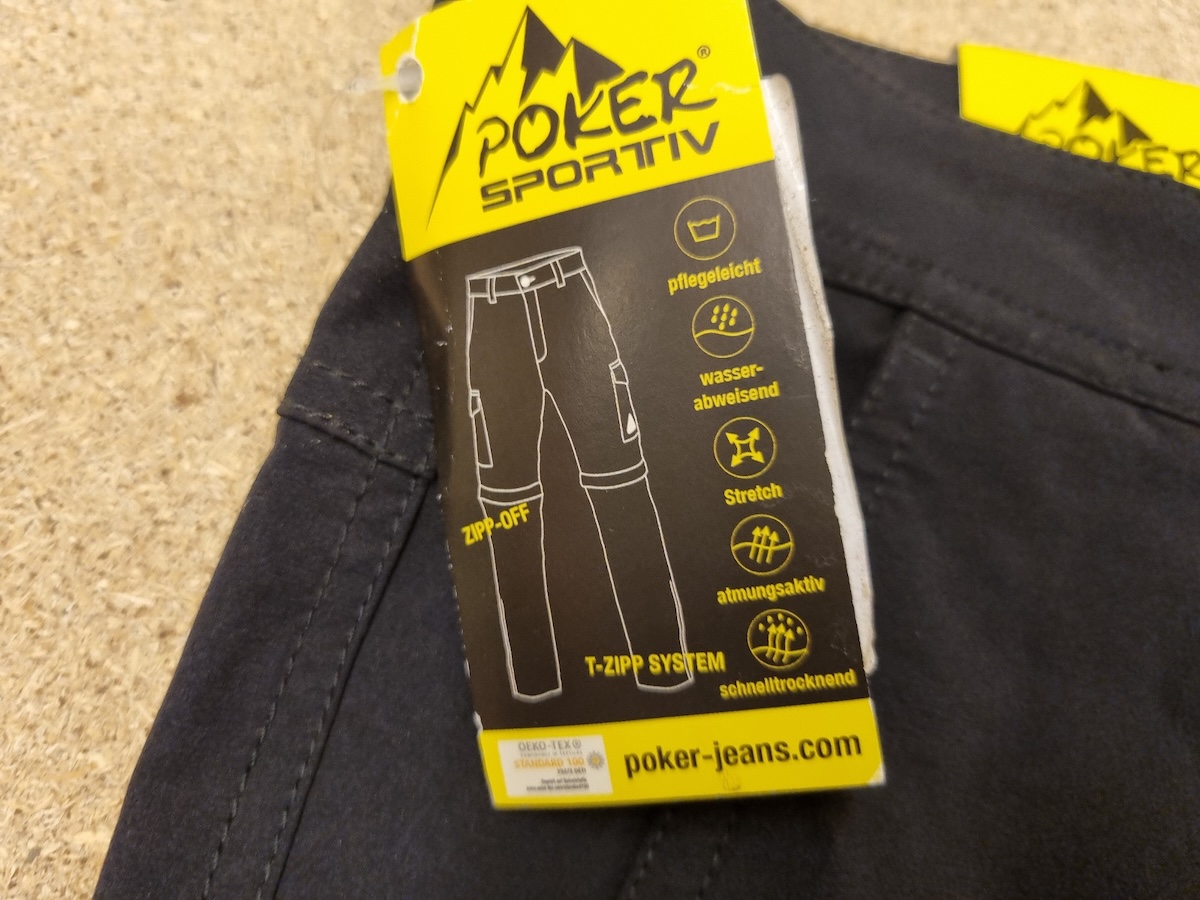 POKER®
SPORTIV
POKER
pflegeleicht
wasser-
abweisend
Stretch
ZIPP-OFF
atmungsaktiv
T-ZIPP SYSTEM
schnelltrocknend
OEKO-TEX®
STANDARD 100
poker-jeans.com